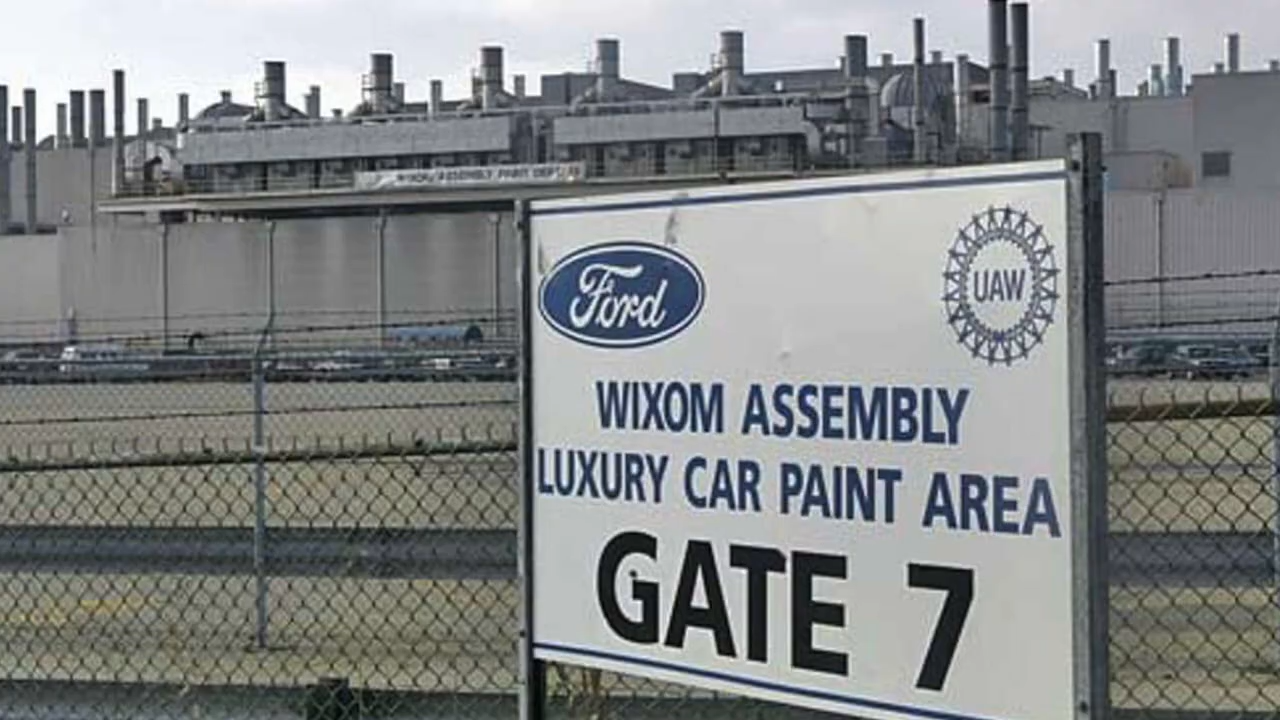 WIXOM ASSEMBLY PAINT DEPT.
Ford
UAW
WIXOM ASSEMBLY
LUXURY CAR PAINT AREA
GATE 7